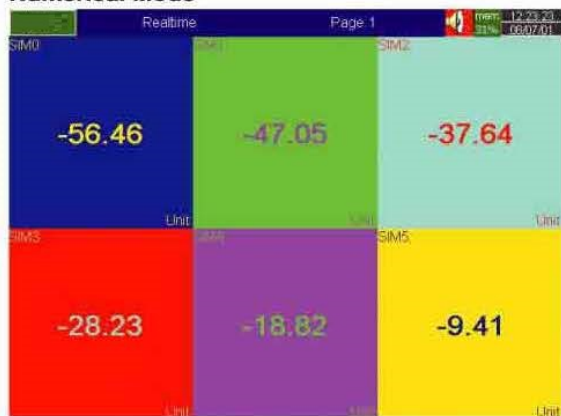 Numerical Mode
Realtime Page 1 mem 12:23:23
31% 06/07/01
SIM0 SIM1 SIM2
-56.46 -47.05 -37.64
Unit Unit Unit
SIM3 SIM4 SIM5
-28.23 -18.82 -9.41
Unit Unit Unit